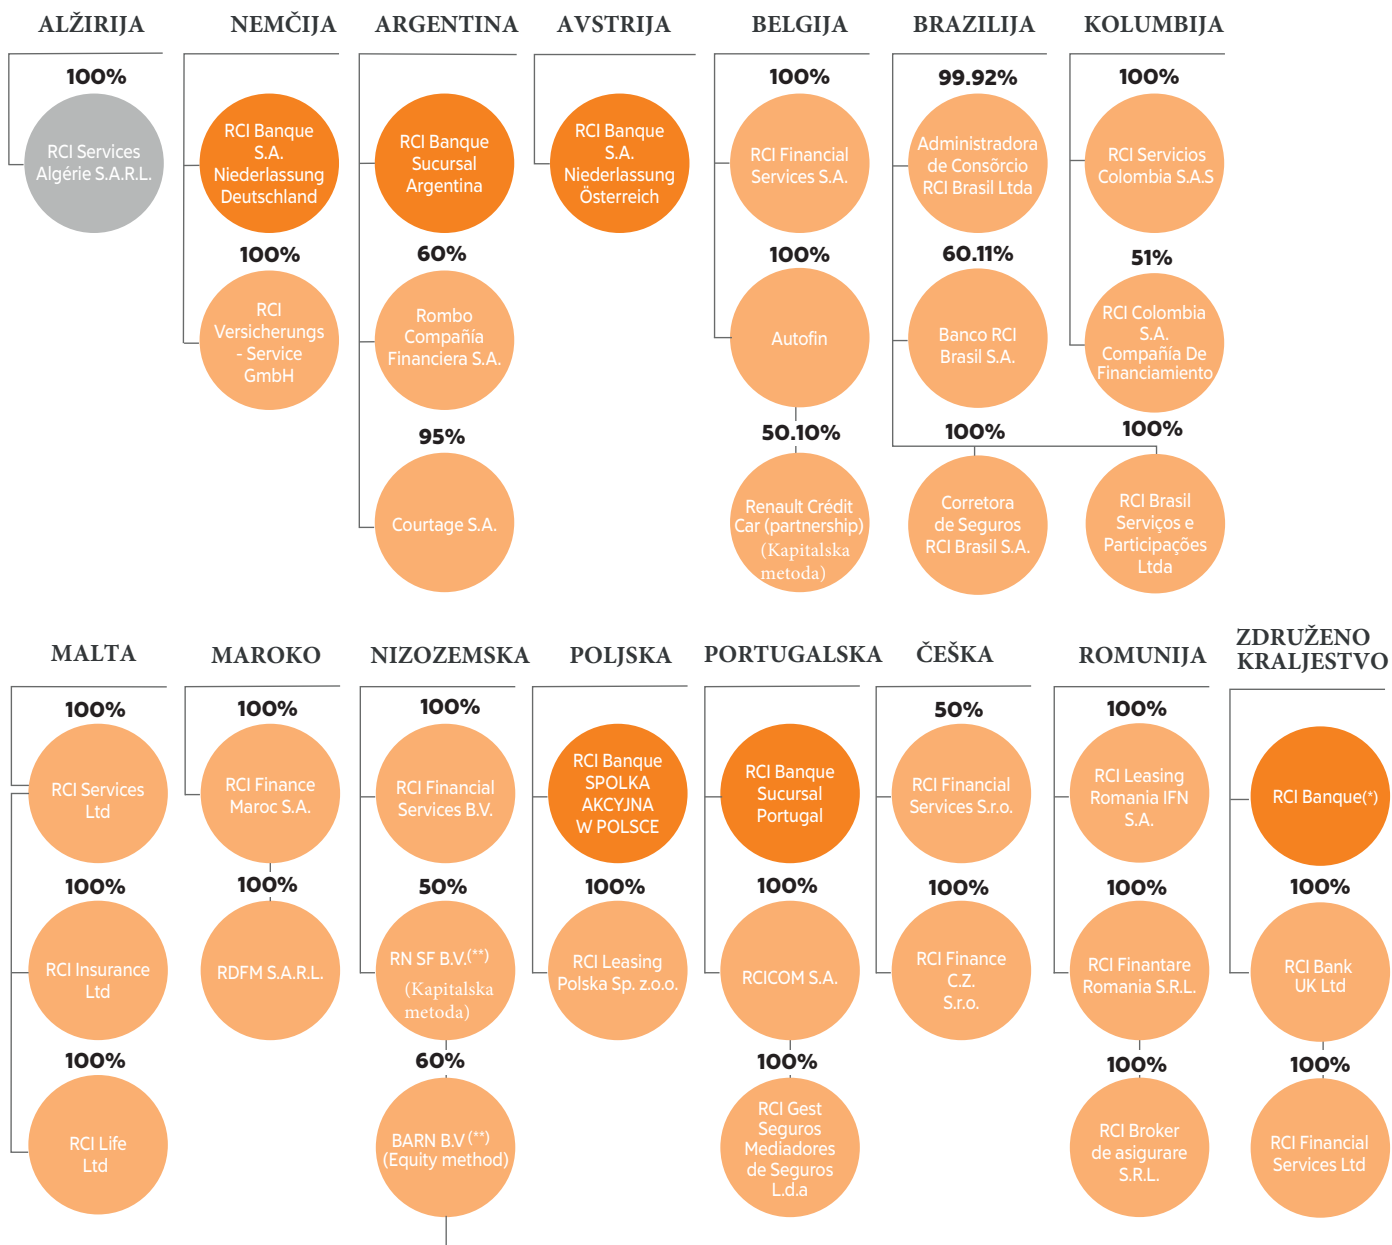 ALŽIRIJA
100%
RCI Services
Algérie S.A.R.L.
NEMČIJA
RCI Banque
S.A.
Niederlassung
Deutschland
100%
RCI
Versicherungs
- Service
GmbH
ARGENTINA
RCI Banque
Sucursal
Argentina
60%
Rombo
Compañía
Financiera S.A.
95%
Courtage S.A.
AVSTRIJA
RCI Banque
S.A.
Niederlassung
Österreich
BELGIJA
100%
RCI Financial
Services S.A.
100%
Autofin
50.10%
Renault Crédit
Car (partnership)
(Kapitalska
metoda)
BRAZILIJA
99.92%
Administradora
de Consõrcio
RCI Brasil Ltda
60.11%
Banco RCI
Brasil S.A.
100%
Corretora
de Seguros
RCI Brasil S.A.
100%
RCI Brasil
Serviços e
Participações
Ltda
KOLUMBIJA
100%
RCI Servicios
Colombia S.A.S
51%
RCI Colombia
S.A.
Compañía De
Financiamiento
MALTA
100%
RCI Services
Ltd
100%
RCI Insurance
Ltd
100%
RCI Life
Ltd
MAROKO
100%
RCI Finance
Maroc S.A.
100%
RDFM S.A.R.L.
NIZOZEMSKA
100%
RCI Financial
Services B.V.
50%
RN SF B.V.(**)
(Kapitalska
metoda)
60%
BARN B.V (**)
(Equity method)
POLJSKA
RCI Banque
SPOLKA
AKCYJNA
W POLSCE
100%
RCI Leasing
Polska Sp. z.o.o.
PORTUGALSKA
RCI Banque
Sucursal
Portugal
100%
RCICOM S.A.
100%
RCI Gest
Seguros
Mediadores
de Seguros
L.d.a
ČEŠKA
50%
RCI Financial
Services S.r.o.
100%
RCI Finance
C.Z.
S.r.o.
ROMUNIJA
100%
RCI Leasing
Romania IFN
S.A.
100%
RCI Finantare
Romania S.R.L.
100%
RCI Broker
de asigurare
S.R.L.
ZDRUŽENO
KRALJESTVO
RCI Banque(*)
100%
RCI Bank
UK Ltd
100%
RCI Financial
Services Ltd